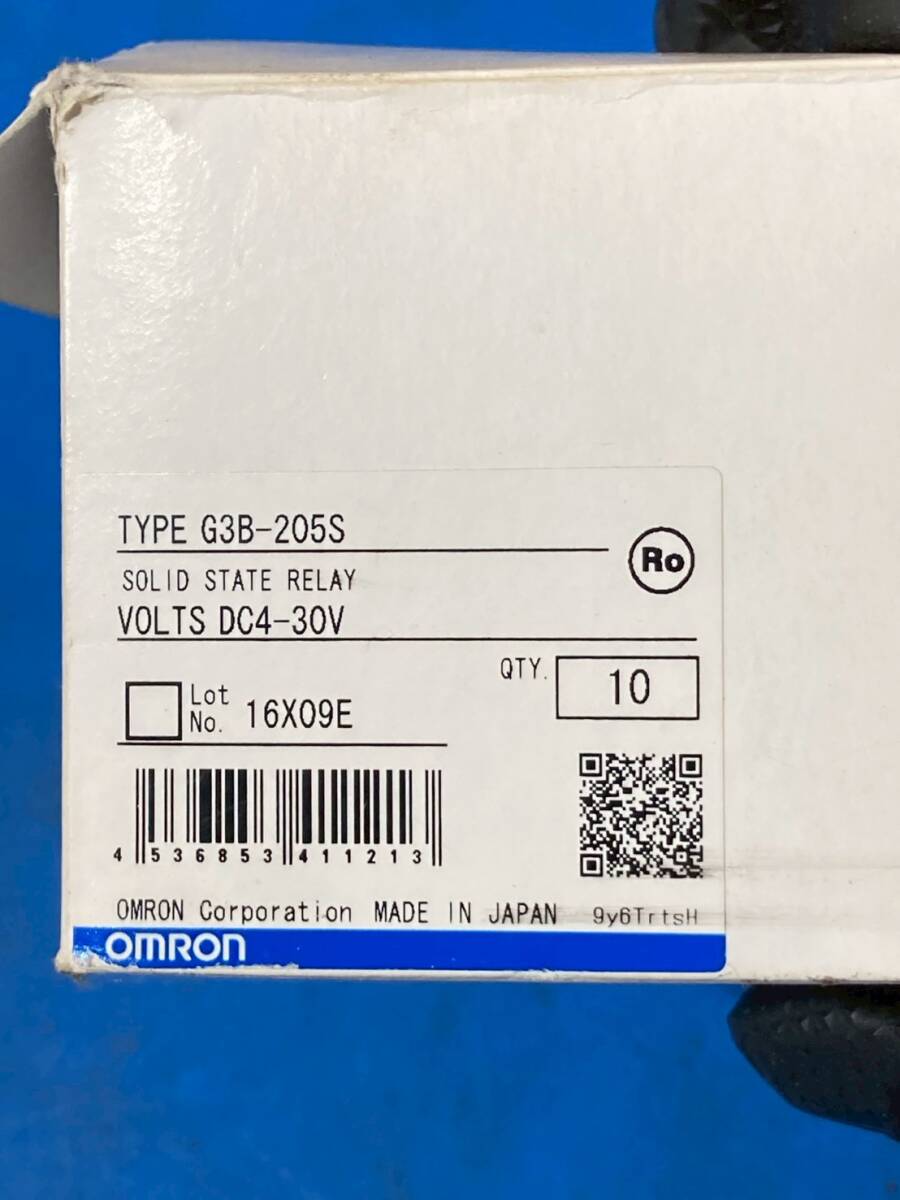 TYPE G3B-205S
Ro
SOLID STATE RELAY
VOLTS DC4-30V
QTY. 10
Lot No. 16X09E
4 536853 411213
OMRON Corporation MADE IN JAPAN 9y6TrtsH
OMRON